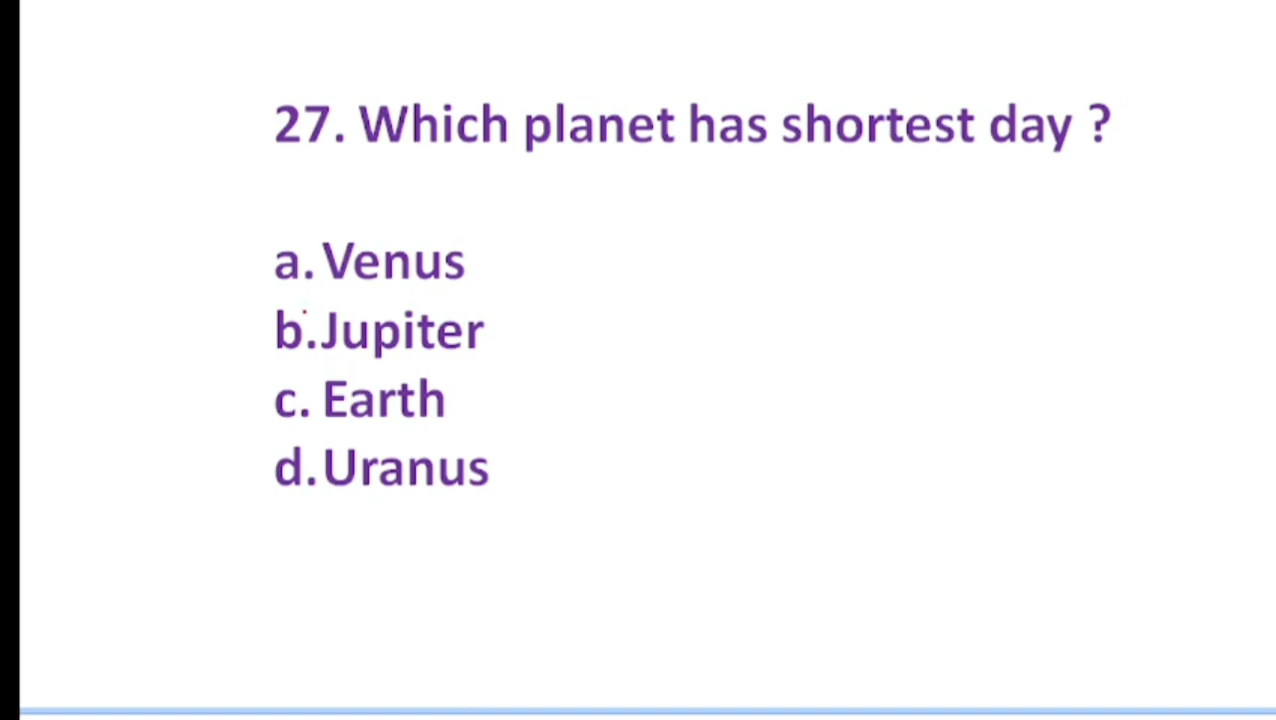 27. Which planet has shortest day ?
a. Venus
b. Jupiter
c. Earth
d. Uranus